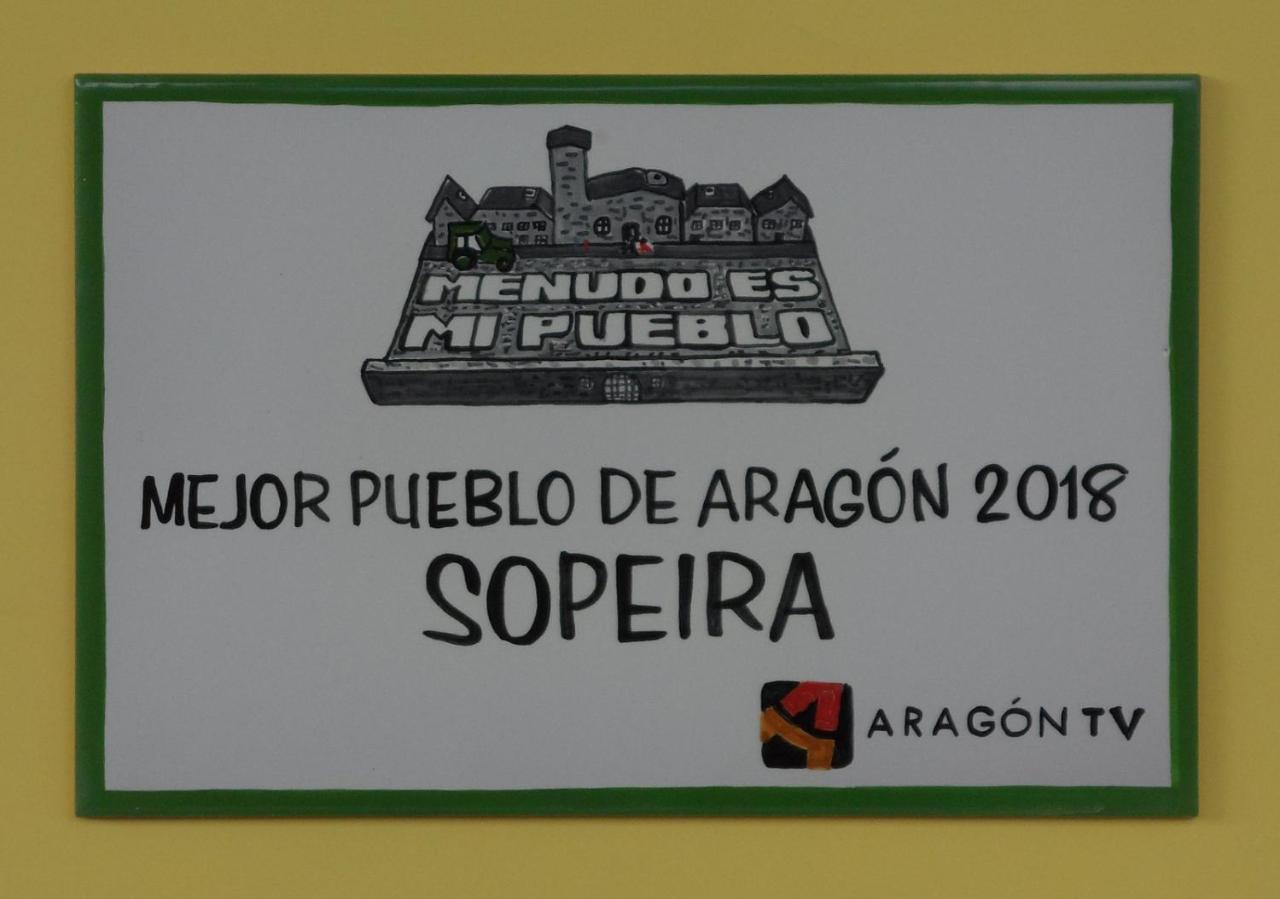 MENUDO ES
MI PUEBLO
MEJOR PUEBLO DE ARAGÓN 2018
SOPEIRA
ARAGÓN TV